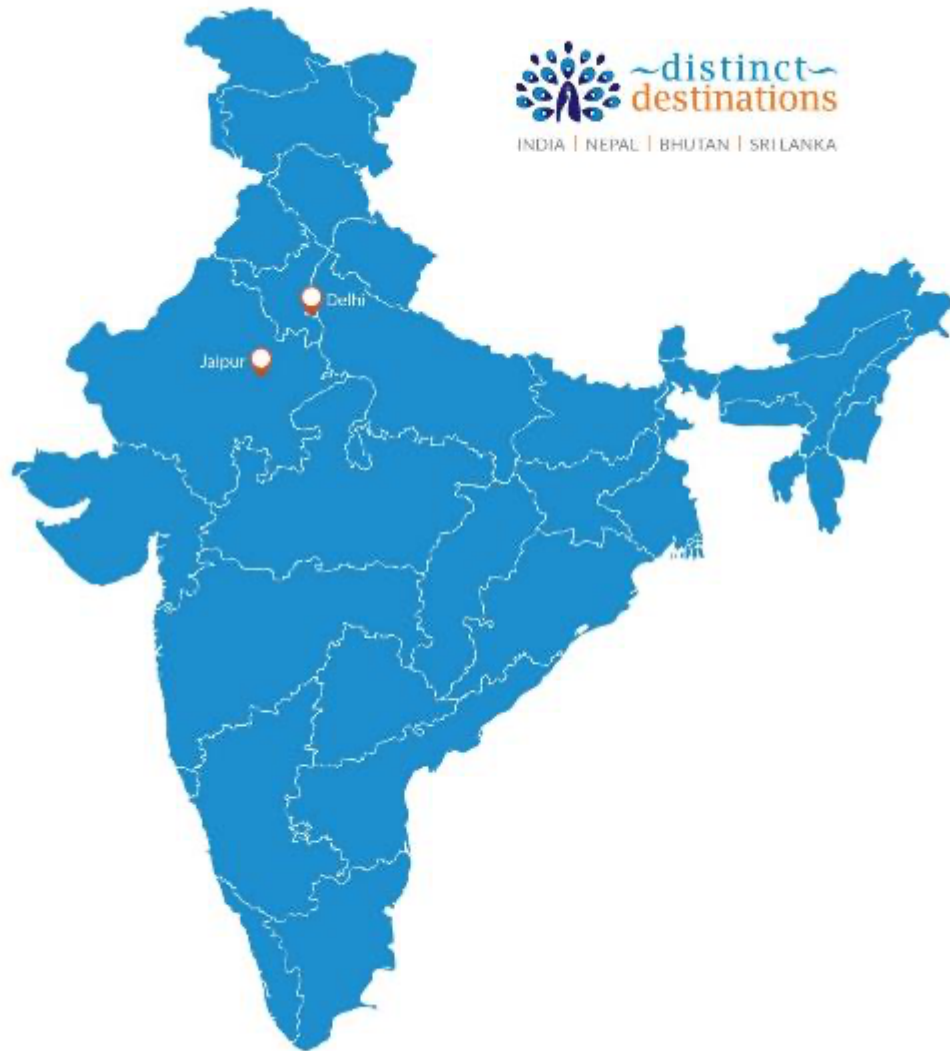 ~distinct~
destinations
INDIA | NEPAL | BHUTAN | SRI LANKA
Delhi
Jaipur